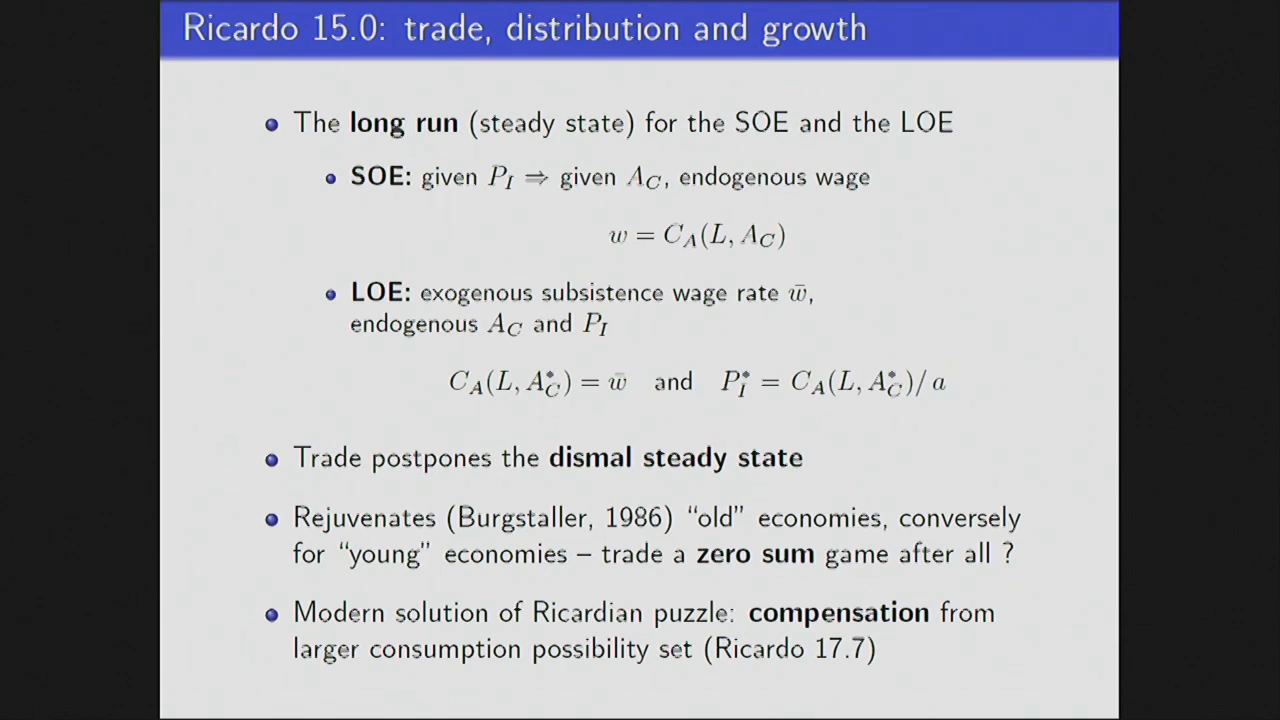 Ricardo 15.0: trade, distribution and growth
The long run (steady state) for the SOE and the LOE
SOE: given P_I ⇒ given A_C, endogenous wage
w = C_A(L, A_C)
LOE: exogenous subsistence wage rate w̄,
endogenous A_C and P_I
C_A(L, A*_C) = w̄ and P*_I = C_A(L, A*_C)/a
Trade postpones the dismal steady state
Rejuvenates (Burgstaller, 1986) “old” economies, conversely
for “young” economies – trade a zero sum game after all ?
Modern solution of Ricardian puzzle: compensation from
larger consumption possibility set (Ricardo 17.7)